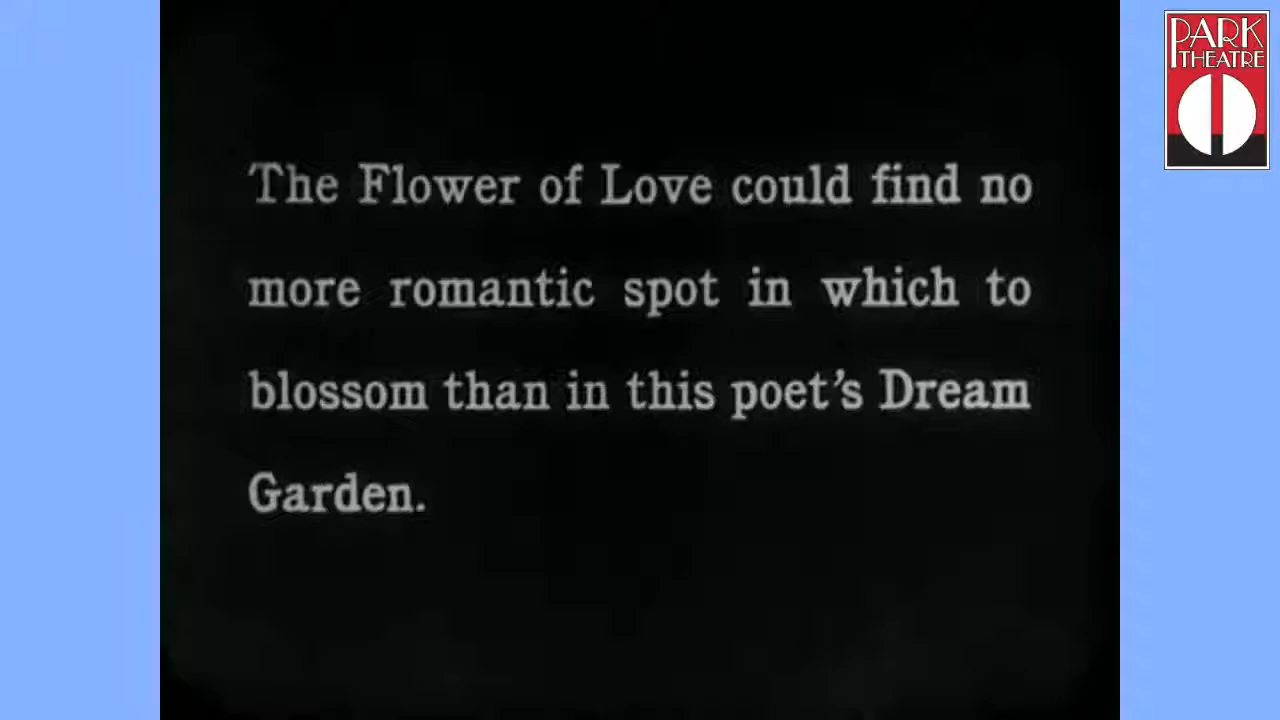 The Flower of Love could find no
more romantic spot in which to
blossom than in this poet's Dream
Garden.
PARK
THEATRE